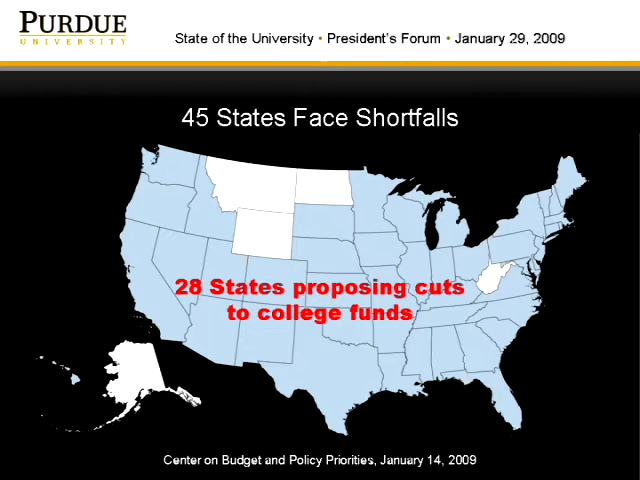 PURDUE
UNIVERSITY
State of the University • President's Forum • January 29, 2009
45 States Face Shortfalls
28 States proposing cuts
to college funds
Center on Budget and Policy Priorities, January 14, 2009